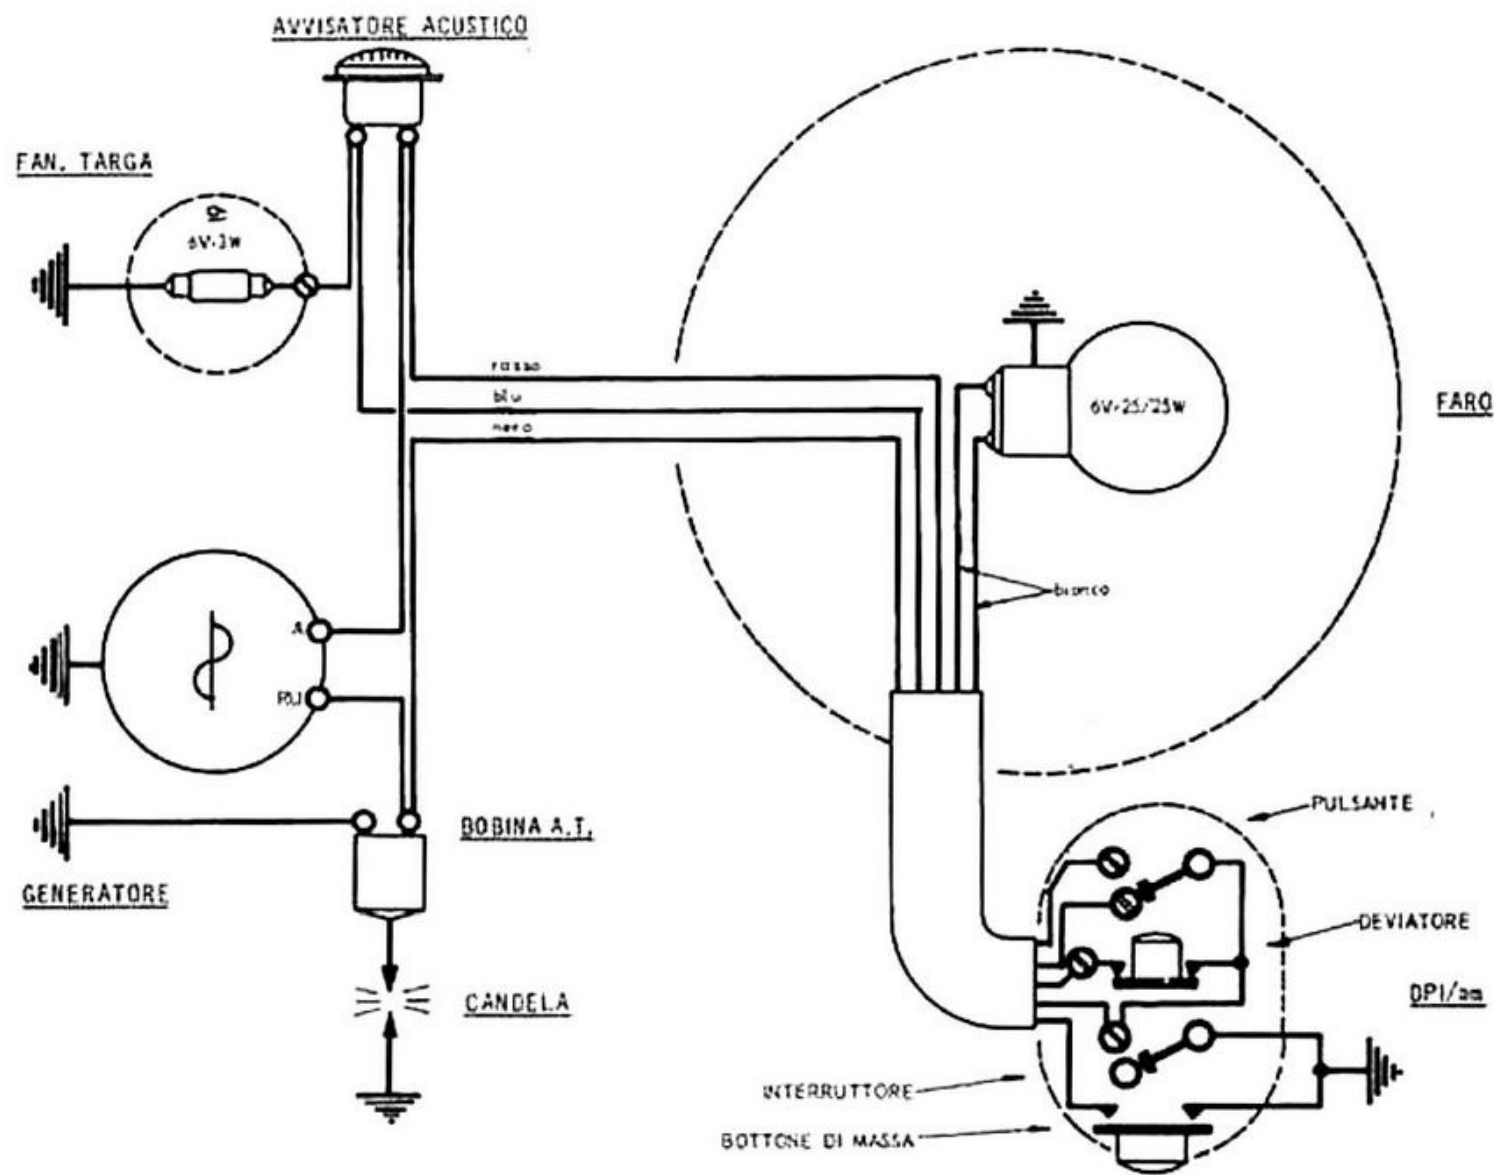 AVVISATORE ACUSTICO
FAN. TARGA
6V-3W
rosso
blu
nero
6V-25/25W
FARO
bianco
A
BOBINA A.T.
GENERATORE
CANDELA
PULSANTE
DEVIATORE
DPI/am
INTERRUTTORE
BOTTONE DI MASSA